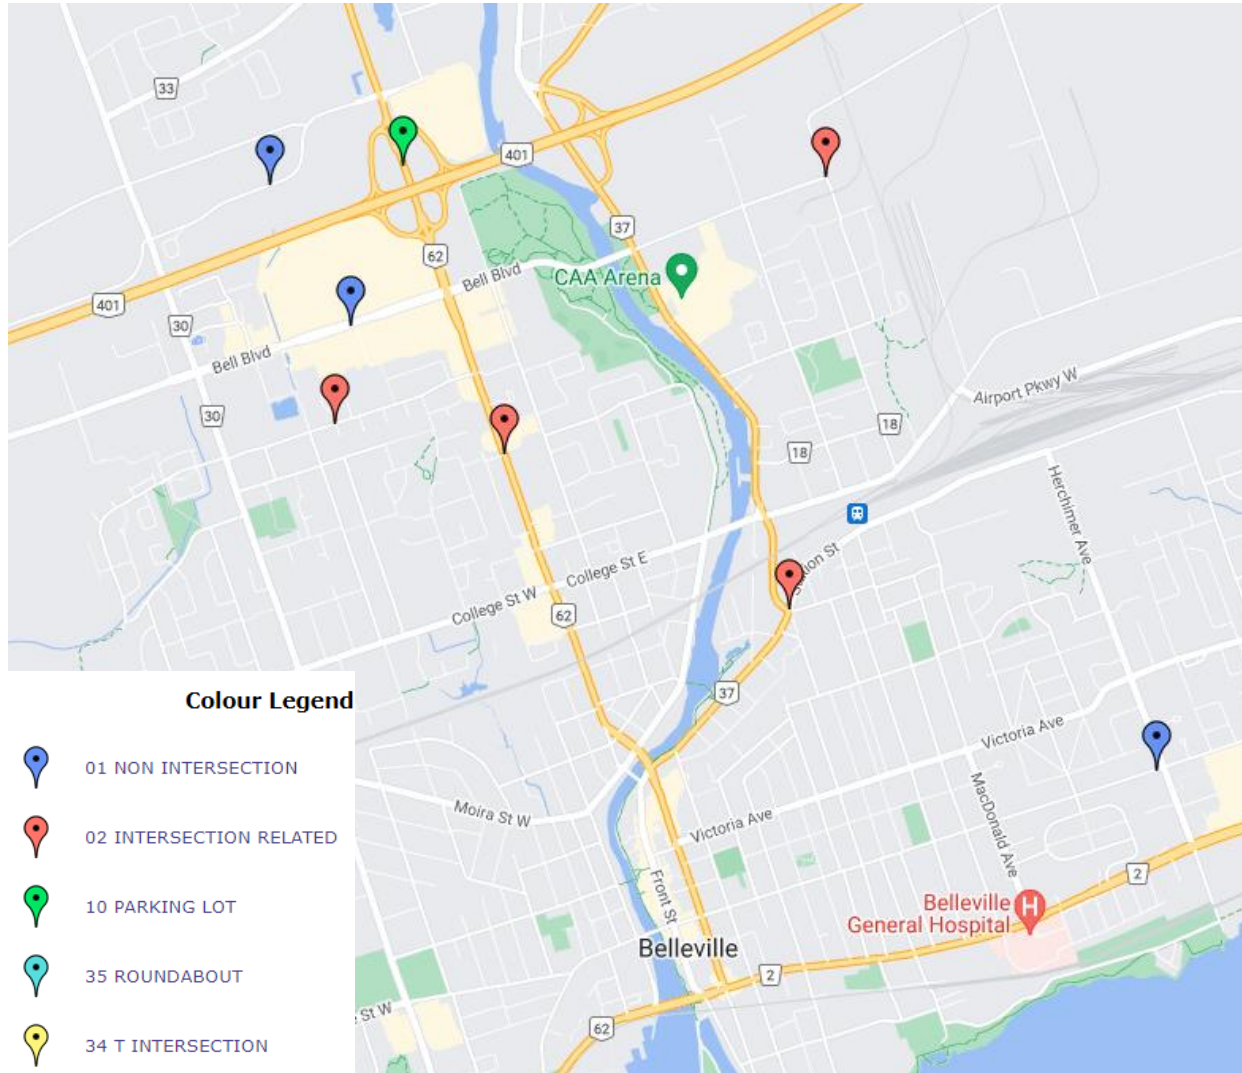 33
401
37
62
CAA Arena
Bell Blvd
401
30
Bell Blvd
30
Airport Pkwy W
18
18
Herchimer Ave
Station St
College St E
College St W
62
37
Colour Legend
01 NON INTERSECTION
02 INTERSECTION RELATED
10 PARKING LOT
35 ROUNDABOUT
34 T INTERSECTION
Victoria Ave
MacDonald Ave
Moira St W
Victoria Ave
2
Front St
Belleville
General Hospital
H
Belleville
2
St W
62